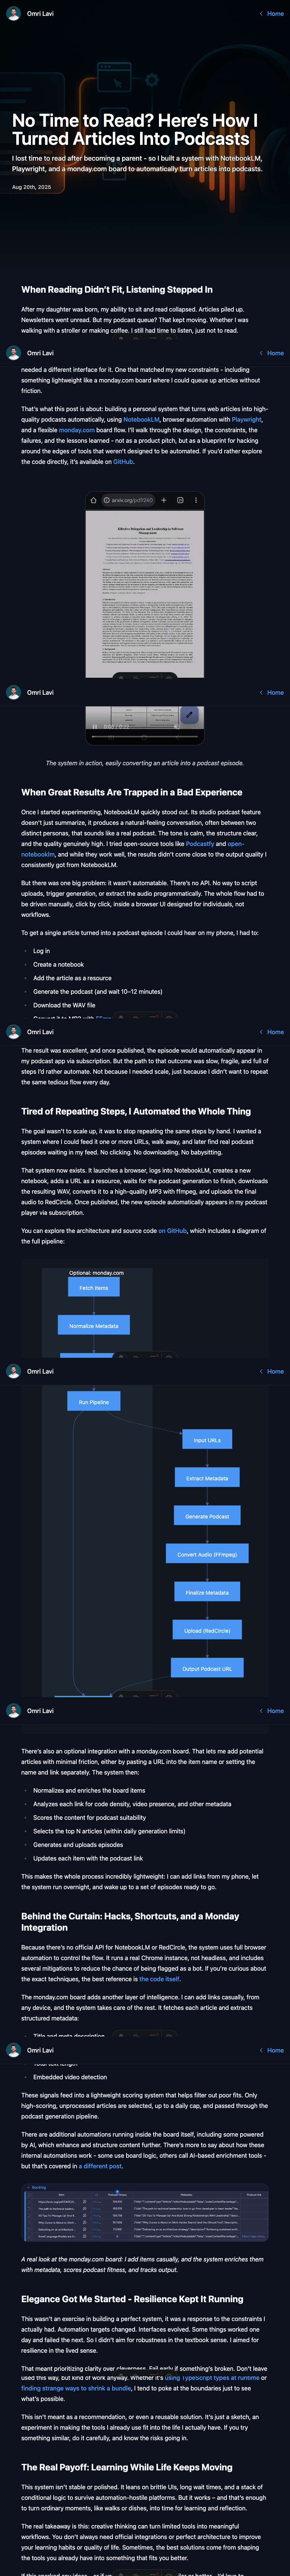 Omri Lavi
Home
No Time to Read? Here’s How I
Turned Articles Into Podcasts
I lost time to read after becoming a parent - so I built a system with NotebookLM,
Playwright, and a monday.com board to automatically turn articles into podcasts.
Aug 20th, 2025
When Reading Didn’t Fit, Listening Stepped In
After my daughter was born, my ability to sit and read collapsed. Articles piled up.
Newsletters went unread. But my podcast queue? That kept moving. Whether I was
walking with a stroller or making coffee. I still had time to listen, just not to read.
Omri Lavi
Home
needed a different interface for it. One that matched my new constraints - including
something lightweight like a monday.com board where I could queue up articles without
friction.
That’s what this post is about: building a personal system that turns web articles into high-
quality podcasts automatically, using NotebookLM, browser automation with Playwright,
and a flexible monday.com board flow. I’ll walk through the design, the constraints, the
failures, and the lessons learned - not as a product pitch, but as a blueprint for hacking
around the edges of tools that weren’t designed to be automated. If you’d rather explore
the code directly, it’s available on GitHub.
Effective Delegation and Leadership in Software
Management
Omri Lavi
Home
The system in action, easily converting an article into a podcast episode.
When Great Results Are Trapped in a Bad Experience
Once I started experimenting, NotebookLM quickly stood out. Its studio podcast feature
doesn’t just summarize, it produces a natural-feeling conversation, often between two
distinct personas, that sounds like a real podcast. The tone is calm, the structure clear,
and the quality genuinely high. I tried open-source tools like Podcastfy and open-
notebooklm, and while they work well, the results didn’t come close to the output quality I
consistently got from NotebookLM.
But there was one big problem: it wasn’t automatable. There’s no API. No way to script
uploads, trigger generation, or extract the audio programmatically. The whole flow had to
be driven manually, click by click, inside a browser UI designed for individuals, not
workflows.
To get a single article turned into a podcast episode I could hear on my phone, I had to:
Log in
Create a notebook
Add the article as a resource
Generate the podcast (and wait 10–12 minutes)
Download the WAV file
Omri Lavi
Home
The result was excellent, and once published, the episode would automatically appear in
my podcast app via subscription. But the path to that outcome was slow, fragile, and full of
steps I’d rather automate. Not because I needed scale, just because I didn’t want to repeat
the same tedious flow every day.
Tired of Repeating Steps, I Automated the Whole Thing
The goal wasn’t to scale up, it was to stop repeating the same steps by hand. I wanted a
system where I could feed it one or more URLs, walk away, and later find real podcast
episodes waiting in my feed. No clicking. No downloading. No babysitting.
That system now exists. It launches a browser, logs into NotebookLM, creates a new
notebook, adds a URL as a resource, waits for the podcast generation to finish, downloads
the resulting WAV, converts it to a high-quality MP3 with ffmpeg, and uploads the final
audio to RedCircle. Once published, the new episode automatically appears in my podcast
player via subscription.
You can explore the architecture and source code on GitHub, which includes a diagram of
the full pipeline:
Optional: monday.com
Fetch Items
Normalize Metadata
Omri Lavi
Home
Run Pipeline
Input URLs
Extract Metadata
Generate Podcast
Convert Audio (FFmpeg)
Finalize Metadata
Upload (RedCircle)
Output Podcast URL
Omri Lavi
Home
There’s also an optional integration with a monday.com board. That lets me add potential
articles with minimal friction, either by pasting a URL into the item name or setting the
name and link separately. The system then:
Normalizes and enriches the board items
Analyzes each link for code density, video presence, and other metadata
Scores the content for podcast suitability
Selects the top N articles (within daily generation limits)
Generates and uploads episodes
Updates each item with the podcast link
This makes the whole process incredibly lightweight: I can add links from my phone, let
the system run overnight, and wake up to a set of episodes ready to go.
Behind the Curtain: Hacks, Shortcuts, and a Monday
Integration
Because there’s no official API for NotebookLM or RedCircle, the system uses full browser
automation to control the flow. It runs a real Chrome instance, not headless, and includes
several mitigations to reduce the chance of being flagged as a bot. If you’re curious about
the exact techniques, the best reference is the code itself.
The monday.com board adds another layer of intelligence. I can add links casually, from
any device, and the system takes care of the rest. It fetches each article and extracts
structured metadata:
Title and meta description
Omri Lavi
Home
Total text length
Embedded video detection
These signals feed into a lightweight scoring system that helps filter out poor fits. Only
high-scoring, unprocessed articles are selected, up to a daily cap, and passed through the
podcast generation pipeline.
There are additional automations running inside the board itself, including some powered
by AI, which enhance and structure content further. There’s more to say about how these
internal automations work - some use board logic, others call AI-based enrichment tools -
but that’s covered in a different post.
A real look at the monday.com board: I add items casually, and the system enriches them
with metadata, scores podcast fitness, and tracks output.
Elegance Got Me Started - Resilience Kept It Running
This wasn’t an exercise in building a perfect system, it was a response to the constraints I
actually had. Automation targets changed. Interfaces evolved. Some things worked one
day and failed the next. So I didn’t aim for robustness in the textbook sense. I aimed for
resilience in the lived sense.
That meant prioritizing clarity over cleverness. Fail early if something’s broken. Don’t leave
used this way, but kind of work anyway. Whether it’s using TypeScript types at runtime or
finding strange ways to shrink a bundle, I tend to poke at the boundaries just to see
what’s possible.
This isn’t meant as a recommendation, or even a reusable solution. It’s just a sketch, an
experiment in making the tools I already use fit into the life I actually have. If you try
something similar, do it carefully, and know the risks going in.
The Real Payoff: Learning While Life Keeps Moving
This system isn’t stable or polished. It leans on brittle UIs, long wait times, and a stack of
conditional logic to survive automation-hostile platforms. But it works – and that’s enough
to turn ordinary moments, like walks or dishes, into time for learning and reflection.
The real takeaway is this: creative thinking can turn limited tools into meaningful
workflows. You don’t always need official integrations or perfect architecture to improve
your learning habits or quality of life. Sometimes, the best solutions come from shaping
the tools you already have into something that fits you better.